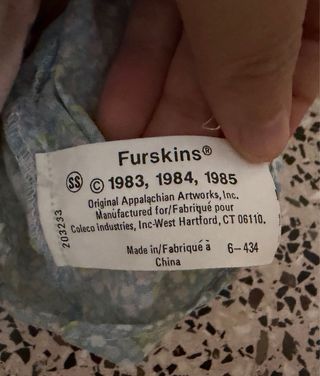 Furskins®
SS © 1983, 1984, 1985
Original Appalachian Artworks, Inc.
Manufactured for/Fabriqué pour
Coleco Industries, Inc-West Hartford, CT 06110.
Made in/Fabriqué à 6-434
China
203233